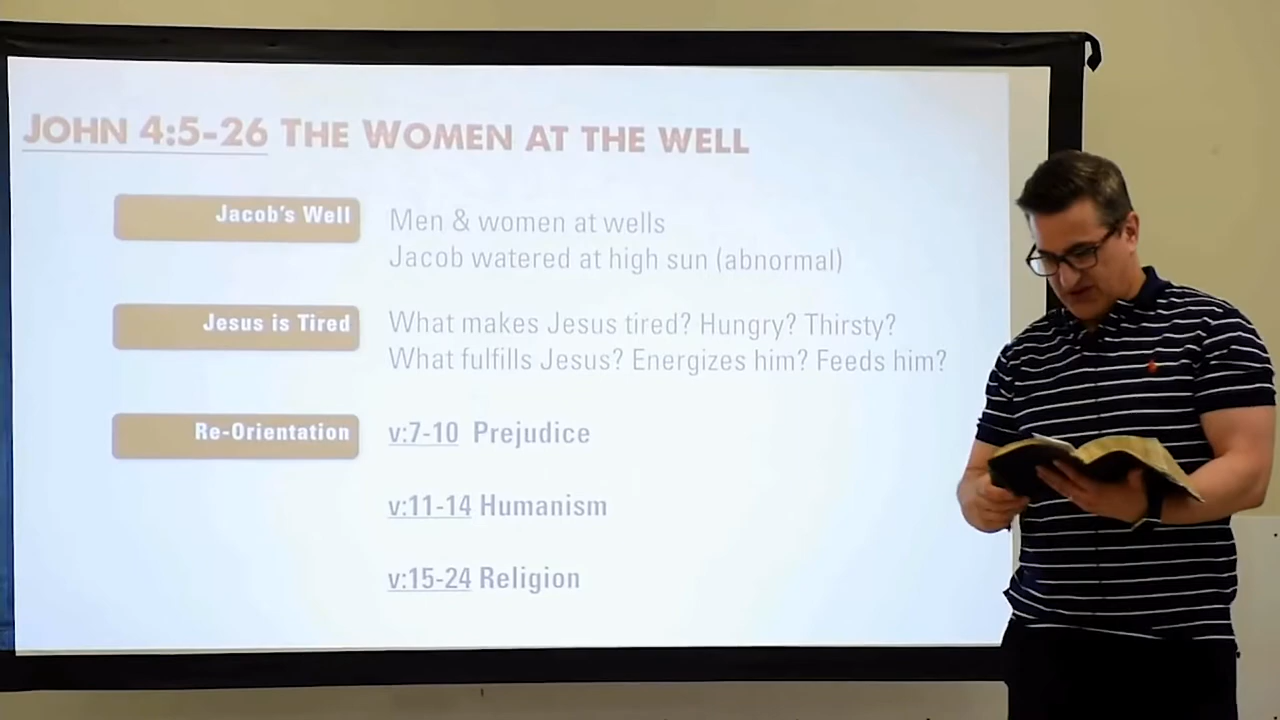 JOHN 4:5-26 THE WOMEN AT THE WELL
Jacob's Well
Men & women at wells
Jacob watered at high sun (abnormal)
Jesus is Tired
What makes Jesus tired? Hungry? Thirsty?
What fulfills Jesus? Energizes him? Feeds him?
Re-Orientation
v:7-10 Prejudice
v:11-14 Humanism
v:15-24 Religion